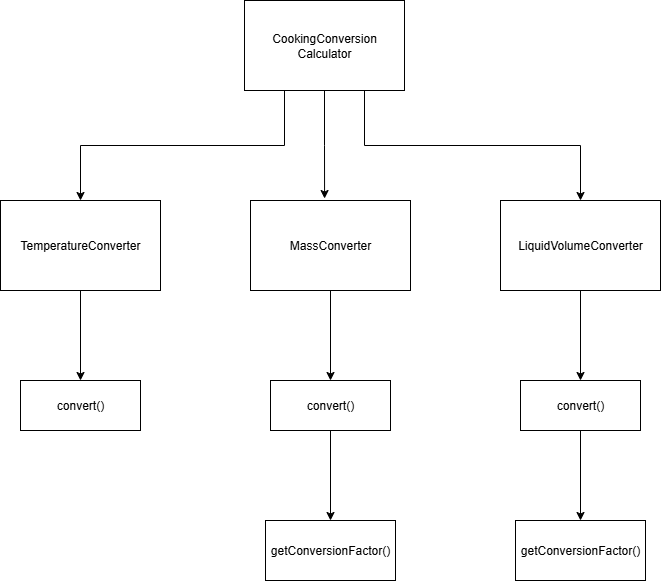 CookingConversion
Calculator
TemperatureConverter
MassConverter
LiquidVolumeConverter
convert()
convert()
convert()
getConversionFactor()
getConversionFactor()